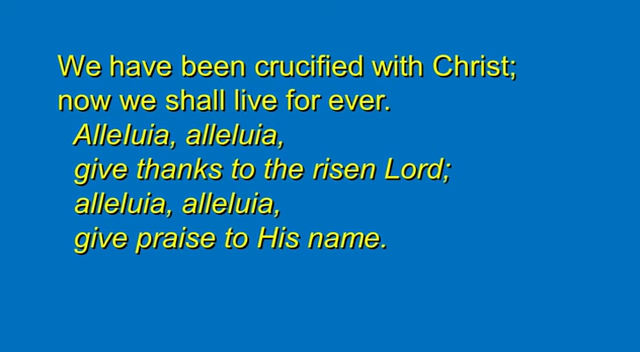 We have been crucified with Christ;
now we shall live for ever.
Alleluia, alleluia,
give thanks to the risen Lord;
alleluia, alleluia,
give praise to His name.